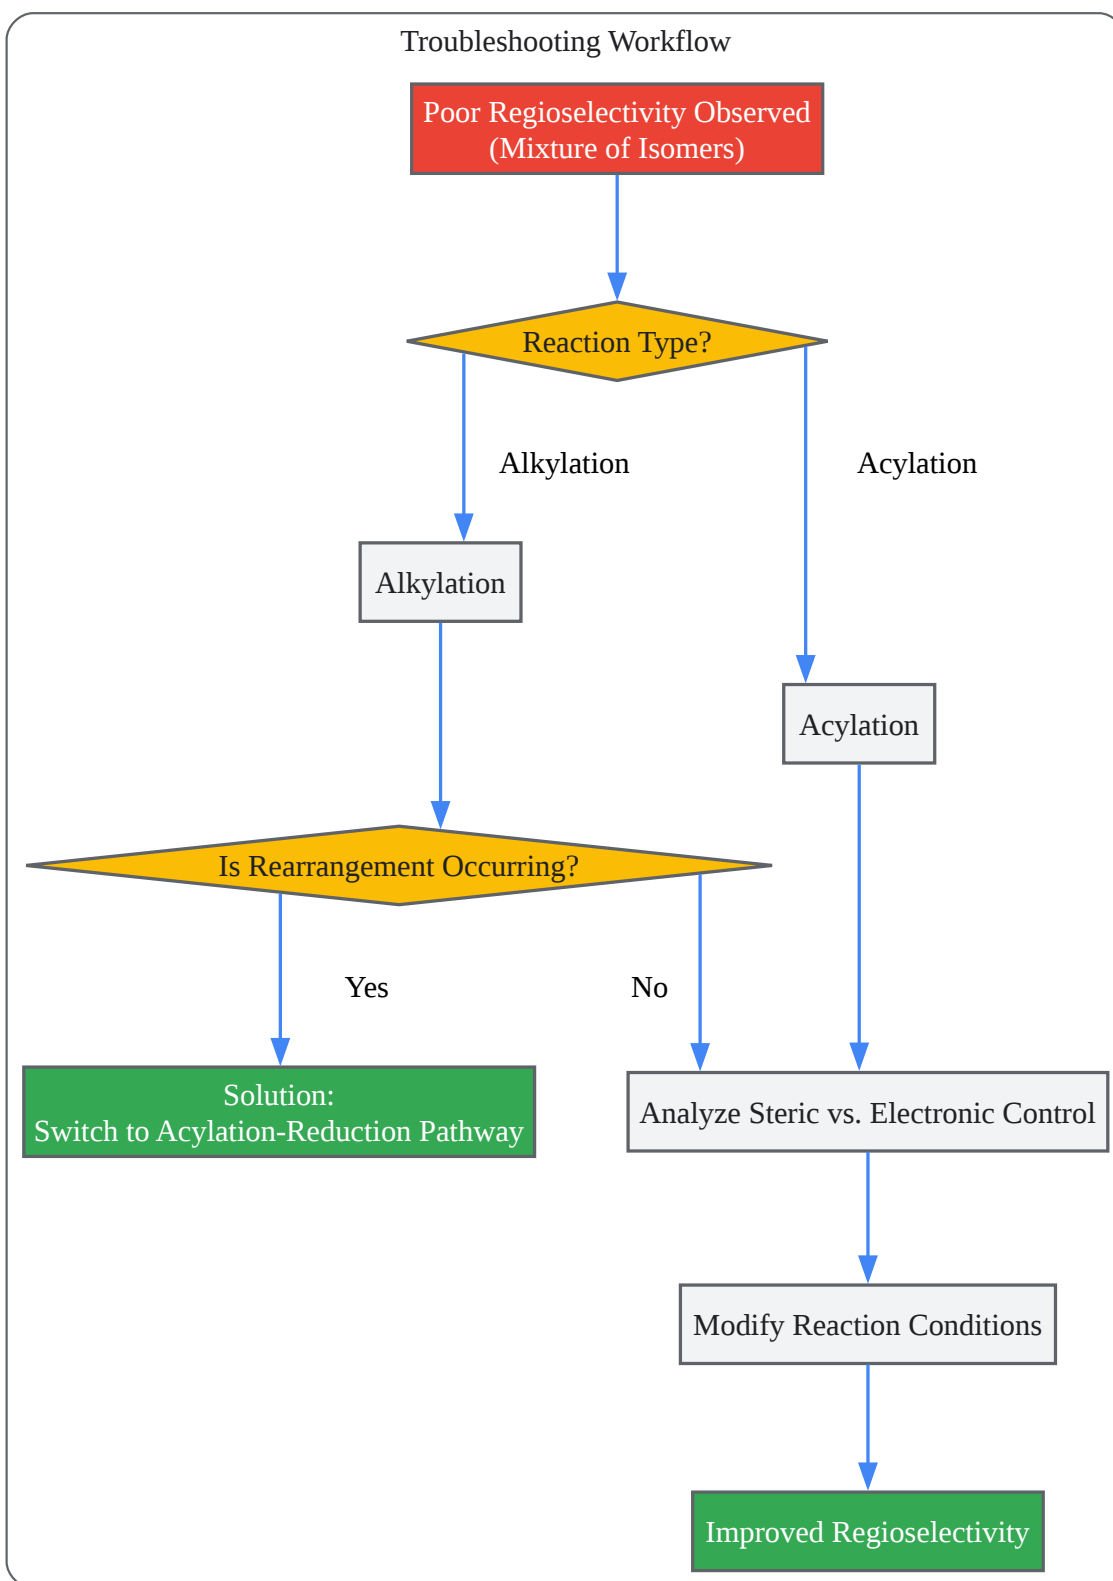 Troubleshooting Workflow
Poor Regioselectivity Observed
(Mixture of Isomers)
Reaction Type?
Alkylation
Acylation
Alkylation
Acylation
Is Rearrangement Occurring?
Yes
No
Solution:
Switch to Acylation-Reduction Pathway
Analyze Steric vs. Electronic Control
Modify Reaction Conditions
Improved Regioselectivity